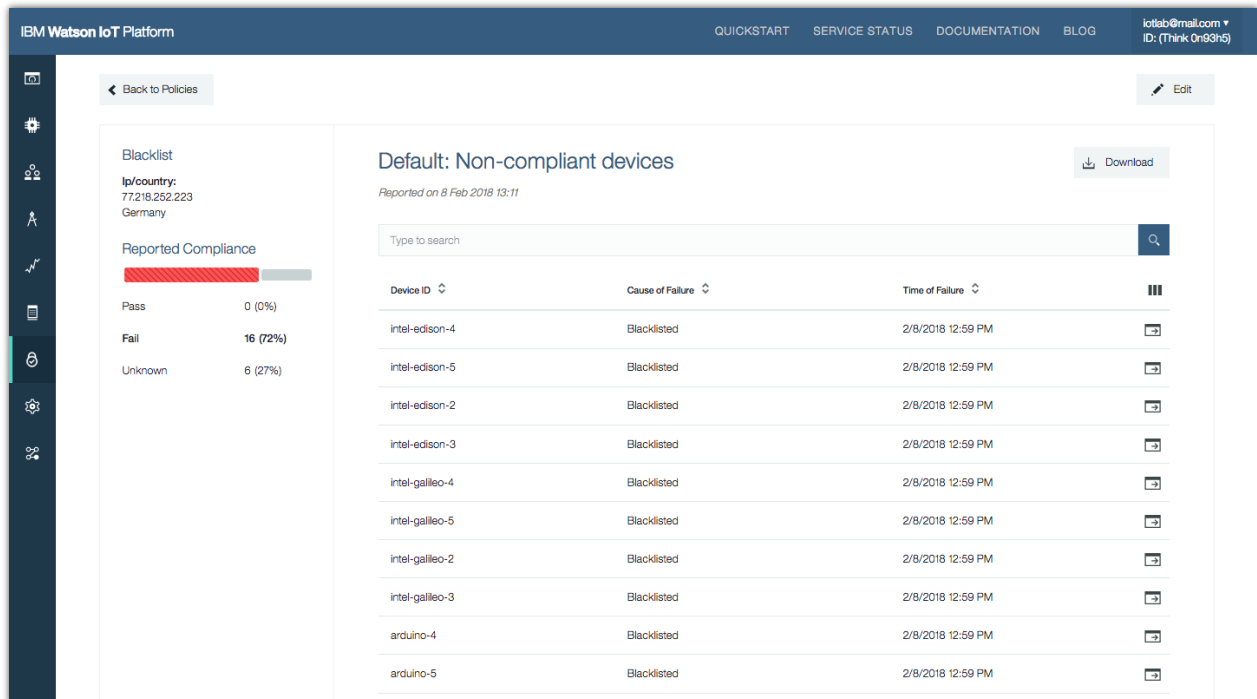 IBM Watson IoT Platform
QUICKSTART SERVICE STATUS DOCUMENTATION BLOG
iotlab@mail.com ▾
ID: (Think 0n93h5)
Back to Policies
Edit
Blacklist
Ip/country:
77.218.252.223
Germany
Reported Compliance
Pass 0 (0%)
Fail 16 (72%)
Unknown 6 (27%)
Default: Non-compliant devices
Download
Reported on 8 Feb 2018 13:11
Type to search
Device ID Cause of Failure Time of Failure
intel-edison-4 Blacklisted 2/8/2018 12:59 PM
intel-edison-5 Blacklisted 2/8/2018 12:59 PM
intel-edison-2 Blacklisted 2/8/2018 12:59 PM
intel-edison-3 Blacklisted 2/8/2018 12:59 PM
intel-galileo-4 Blacklisted 2/8/2018 12:59 PM
intel-galileo-5 Blacklisted 2/8/2018 12:59 PM
intel-galileo-2 Blacklisted 2/8/2018 12:59 PM
intel-galileo-3 Blacklisted 2/8/2018 12:59 PM
arduino-4 Blacklisted 2/8/2018 12:59 PM
arduino-5 Blacklisted 2/8/2018 12:59 PM